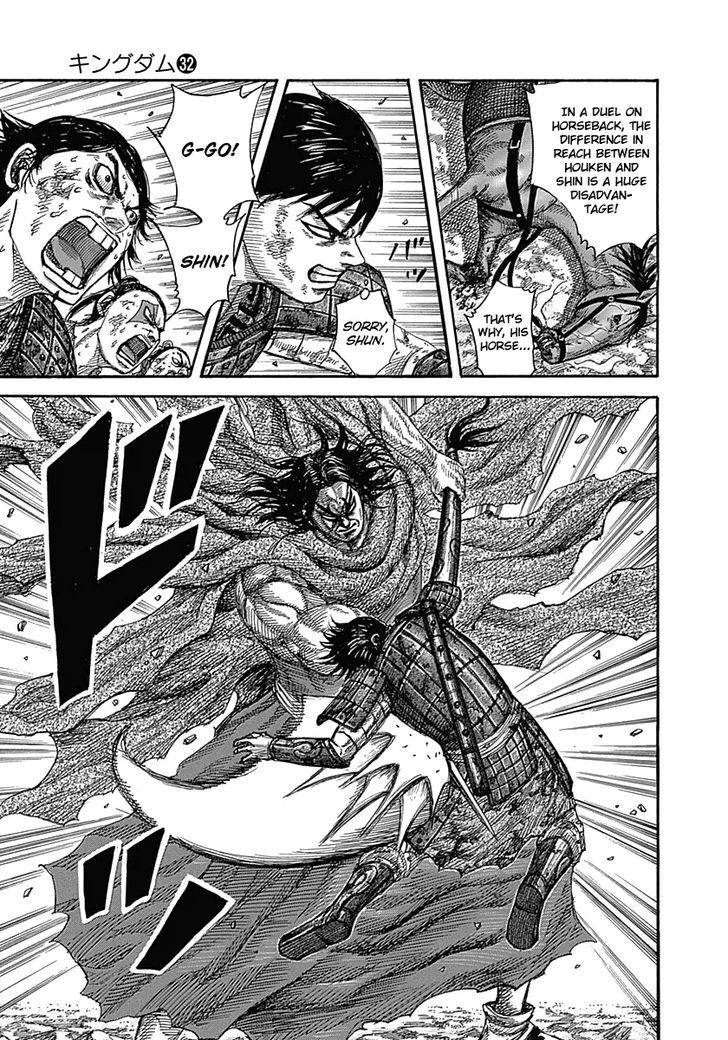 キングダム㉜
IN A DUEL ON
HORSEBACK, THE
DIFFERENCE IN
REACH BETWEEN
HOUKEN AND
SHIN IS A HUGE
DISADVAN-
TAGE!
THAT'S
WHY, HIS
HORSE...
バッ
SORRY,
SHUN.
G-GO!
SHIN!
ドド